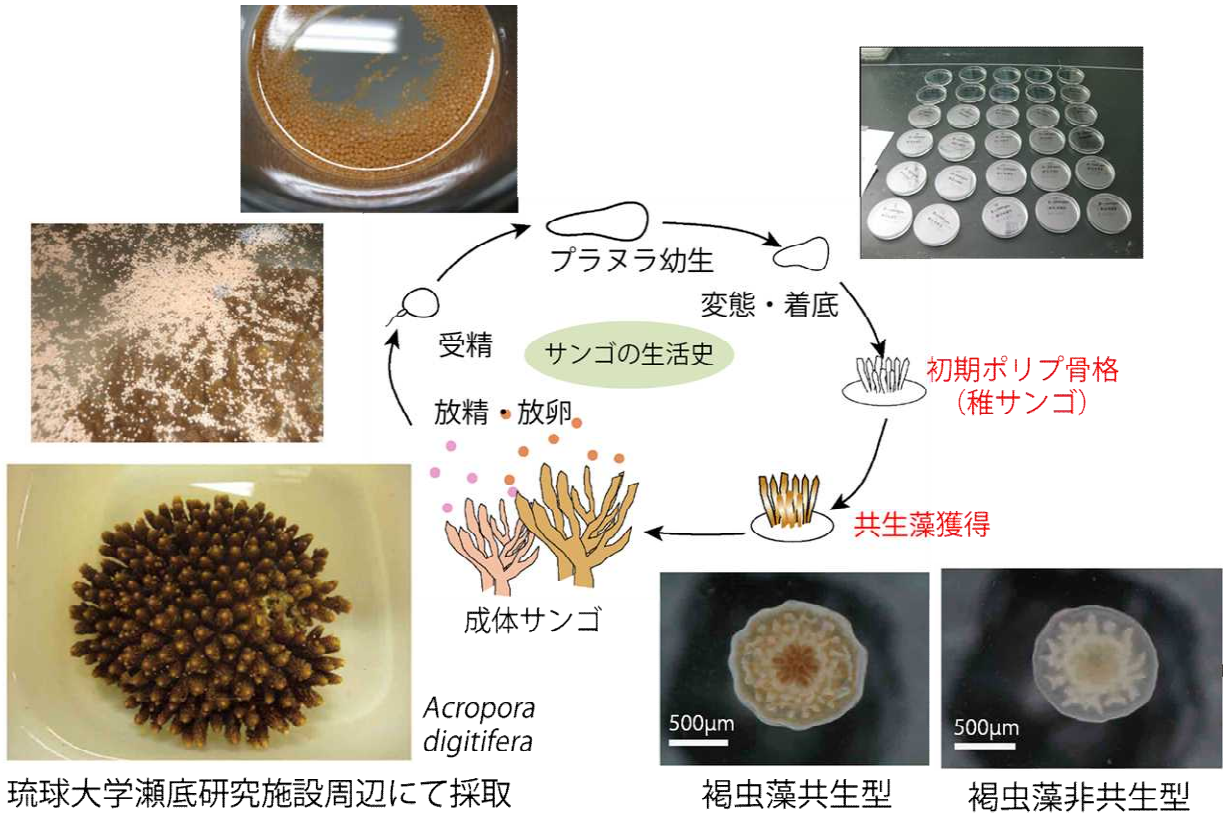 プラヌラ幼生
変態・着底
受精
サンゴの生活史
初期ポリプ骨格
（稚サンゴ）
放精・放卵
共生藻獲得
成体サンゴ
Acropora
digitifera
500μm
500μm
琉球大学瀬底研究施設周辺にて採取
褐虫藻共生型
褐虫藻非共生型